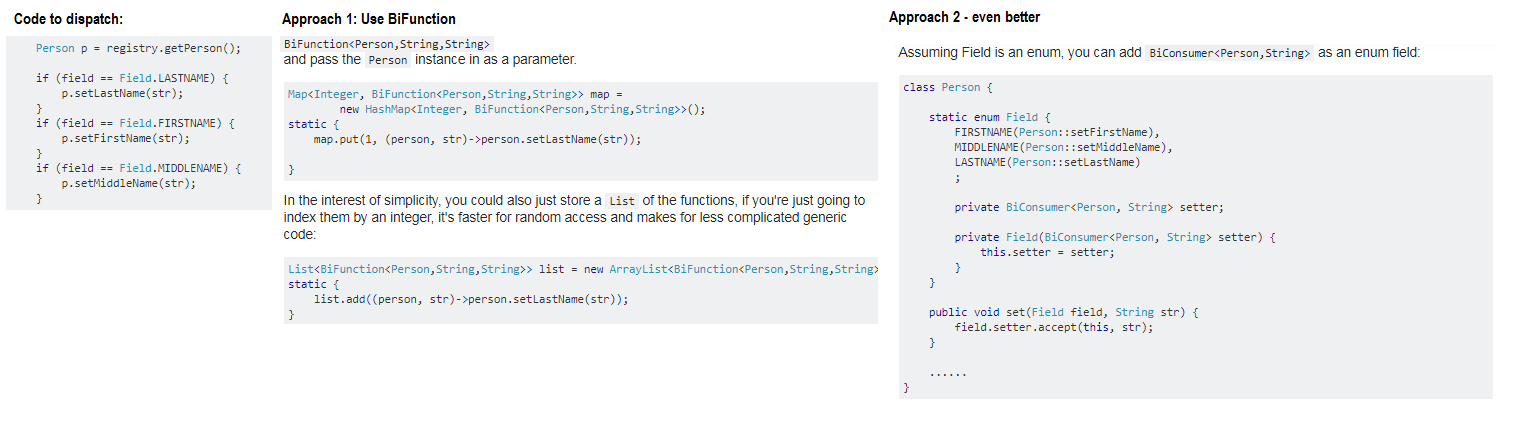 Code to dispatch:
Person p = registry.getPerson();
if (field == Field.LASTNAME) {
p.setLastName(str);
}
if (field == Field.FIRSTNAME) {
p.setFirstName(str);
}
if (field == Field.MIDDLENAME) {
p.setMiddleName(str);
}
Approach 1: Use BiFunction
BiFunction<Person,String,String>
and pass the Person instance in as a parameter.
Map<Integer, BiFunction<Person,String,String>> map =
new HashMap<Integer, BiFunction<Person,String,String>>();
static {
map.put(1, (person, str)->person.setLastName(str));
}
In the interest of simplicity, you could also just store a List of the functions, if you're just going to
index them by an integer, it's faster for random access and makes for less complicated generic
code:
List<BiFunction<Person,String,String>> list = new ArrayList<BiFunction<Person,String,String>
static {
list.add((person, str)->person.setLastName(str));
}
Approach 2 - even better
Assuming Field is an enum, you can add BiConsumer<Person,String> as an enum field:
class Person {
static enum Field {
FIRSTNAME(Person::setFirstName),
MIDDLENAME(Person::setMiddleName),
LASTNAME(Person::setLastName)
;
private BiConsumer<Person, String> setter;
private Field(BiConsumer<Person, String> setter) {
this.setter = setter;
}
}
public void set(Field field, String str) {
field.setter.accept(this, str);
}
......
}